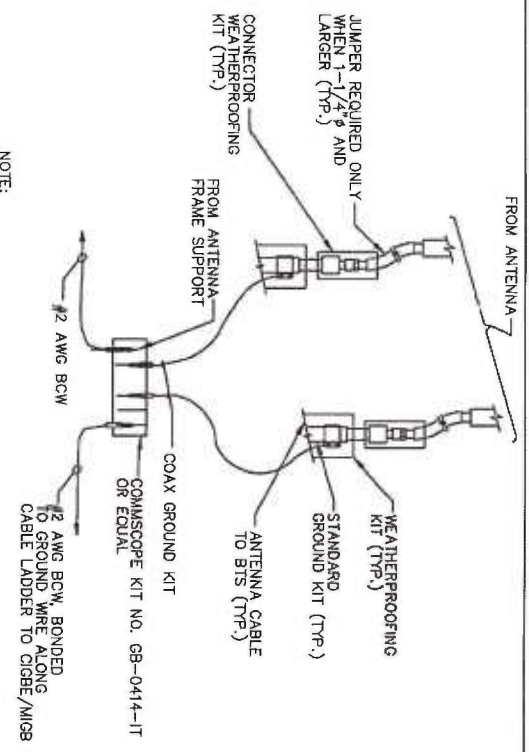 FROM ANTENNA
JUMPER REQUIRED ONLY
WHEN 1-1/4"ø AND
LARGER (TYP.)
CONNECTOR
WEATHERPROOFING
KIT (TYP.)
WEATHERPROOFING
KIT (TYP.)
STANDARD
GROUND KIT (TYP.)
ANTENNA CABLE
TO BTS (TYP.)
FROM ANTENNA
FRAME SUPPORT
COAX GROUND KIT
COMMSCOPE KIT NO. GB-0414-IT
OR EQUAL
#2 AWG BCW
#2 AWG BCW, BONDED
TO GROUND WIRE ALONG
CABLE LADDER TO CIGBE/MIGB
NOTE: